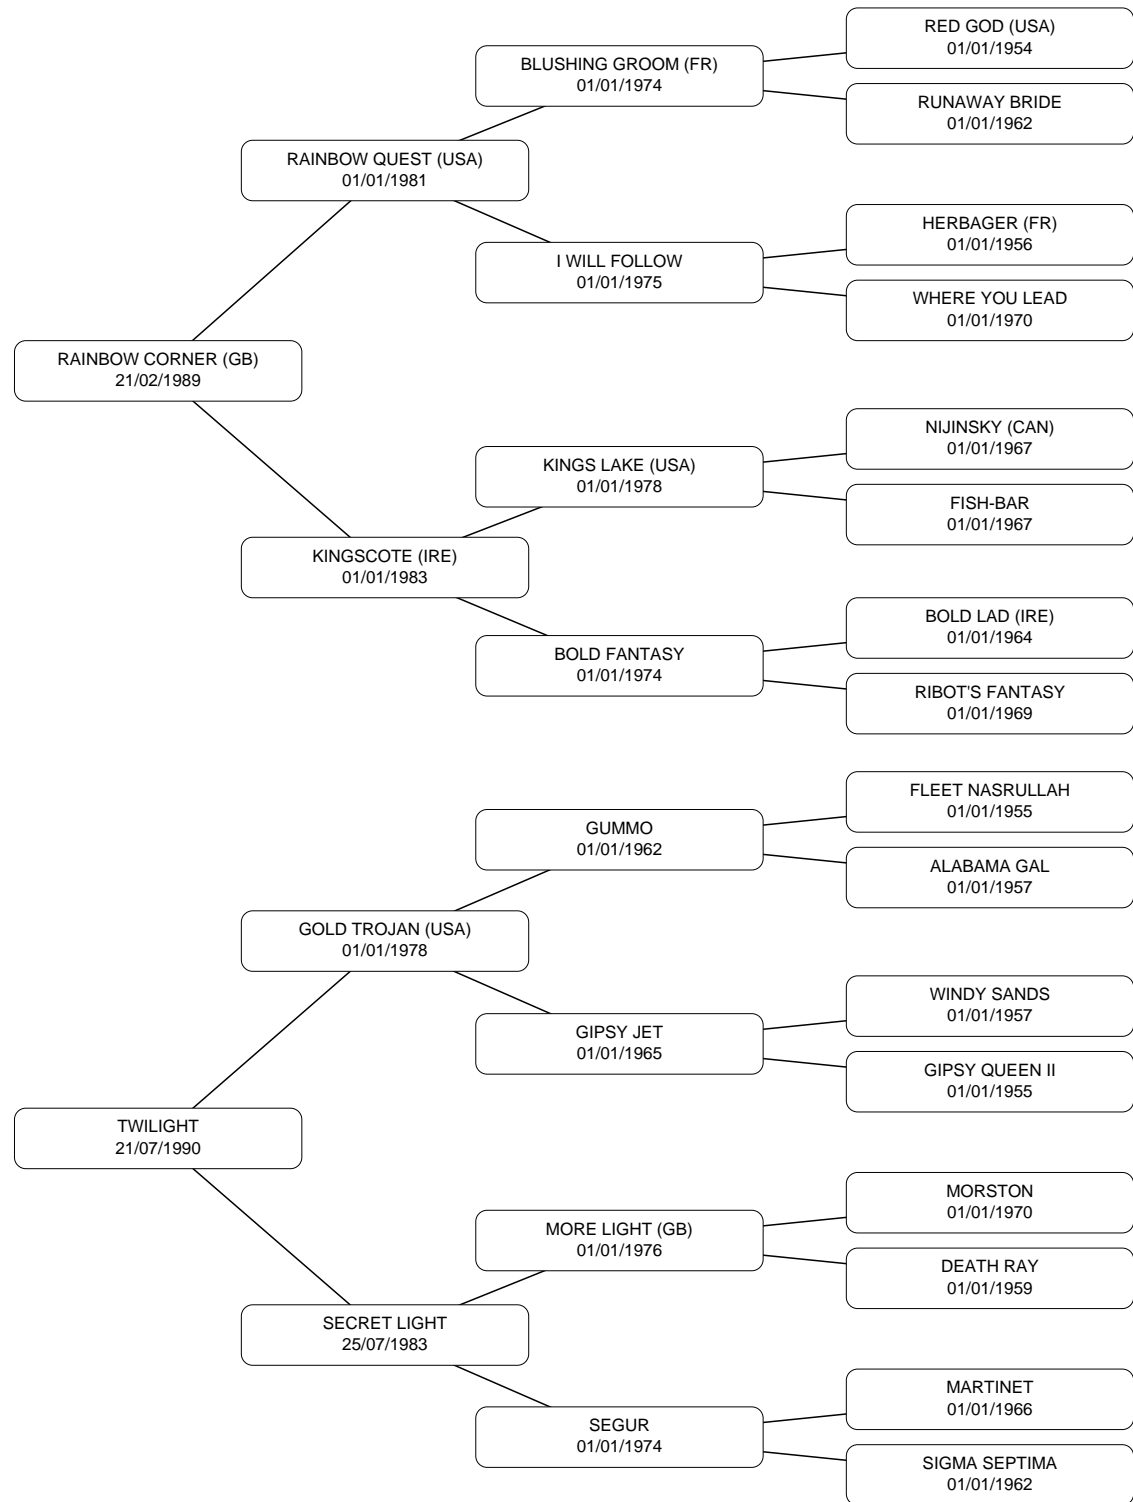 RED GOD (USA)
01/01/1954
BLUSHING GROOM (FR)
01/01/1974
RUNAWAY BRIDE
01/01/1962
RAINBOW QUEST (USA)
01/01/1981
HERBAGER (FR)
01/01/1956
I WILL FOLLOW
01/01/1975
WHERE YOU LEAD
01/01/1970
RAINBOW CORNER (GB)
21/02/1989
NIJINSKY (CAN)
01/01/1967
KINGS LAKE (USA)
01/01/1978
FISH-BAR
01/01/1967
KINGSCOTE (IRE)
01/01/1983
BOLD LAD (IRE)
01/01/1964
BOLD FANTASY
01/01/1974
RIBOT'S FANTASY
01/01/1969
FLEET NASRULLAH
01/01/1955
GUMMO
01/01/1962
ALABAMA GAL
01/01/1957
GOLD TROJAN (USA)
01/01/1978
WINDY SANDS
01/01/1957
GIPSY JET
01/01/1965
GIPSY QUEEN II
01/01/1955
TWILIGHT
21/07/1990
MORSTON
01/01/1970
MORE LIGHT (GB)
01/01/1976
DEATH RAY
01/01/1959
SECRET LIGHT
25/07/1983
MARTINET
01/01/1966
SEGUR
01/01/1974
SIGMA SEPTIMA
01/01/1962